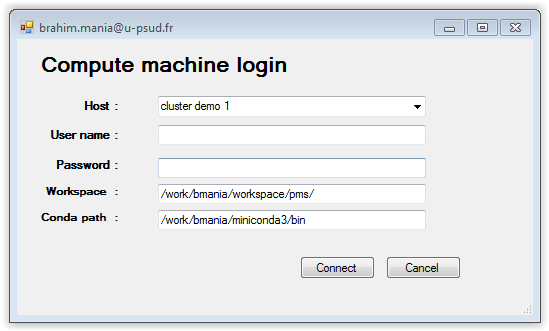 brahim.mania@u-psud.fr
Compute machine login
Host : cluster demo 1
User name :
Password :
Workspace : /work/bmania/workspace/pms/
Conda path : /work/bmania/miniconda3/bin
Connect Cancel